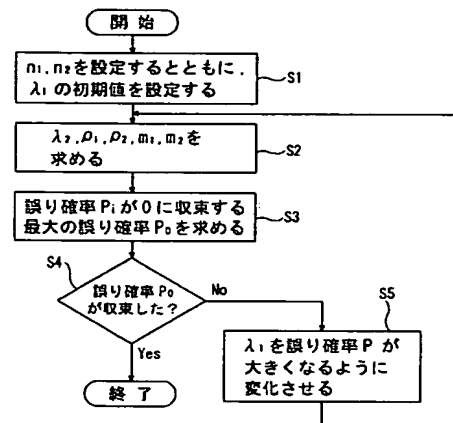 開始
n₁,n₂を設定するとともに,
λ₁の初期値を設定する
S1
λ₂,ρ₁,ρ₂,m₁,m₂を
求める
S2
誤り確率Piが0に収束する
最大の誤り確率P₀を求める
S3
S4
誤り確率P₀
が収束した?
No
Yes
S5
λ₁を誤り確率Pが
大きくなるように
変化させる
終了